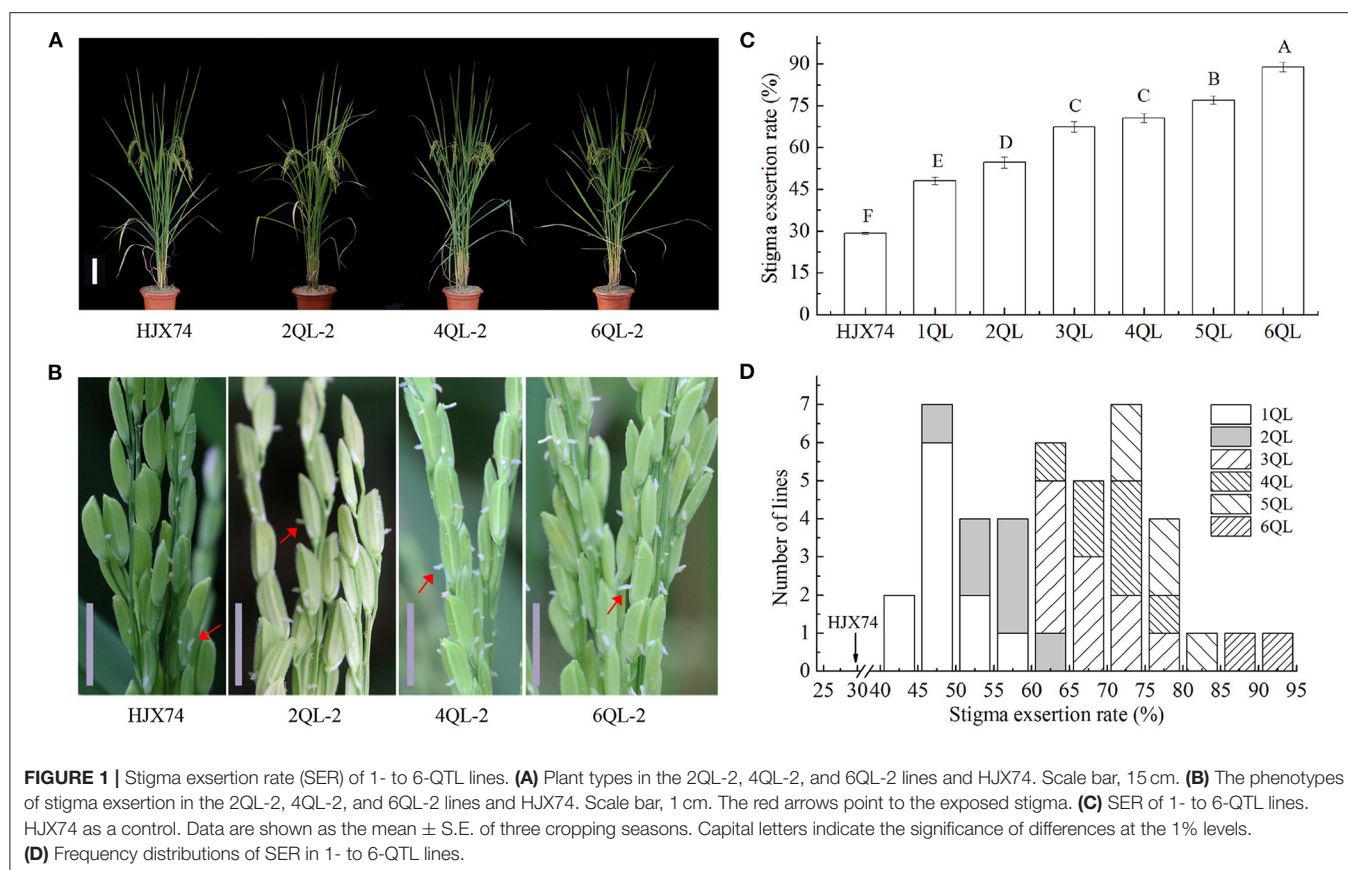 A
HJX74 2QL-2 4QL-2 6QL-2
B
HJX74 2QL-2 4QL-2 6QL-2
C
Stigma exsertion rate (%)
90
75
60
45
30
15
0
F E D C C B A
HJX74 1QL 2QL 3QL 4QL 5QL 6QL
D
Number of lines
7
6
5
4
3
2
1
0
HJX74
1QL
2QL
3QL
4QL
5QL
6QL
25 30 40 45 50 55 60 65 70 75 80 85 90 95
Stigma exsertion rate (%)
FIGURE 1 | Stigma exsertion rate (SER) of 1- to 6-QTL lines. (A) Plant types in the 2QL-2, 4QL-2, and 6QL-2 lines and HJX74. Scale bar, 15 cm. (B) The phenotypes
of stigma exsertion in the 2QL-2, 4QL-2, and 6QL-2 lines and HJX74. Scale bar, 1 cm. The red arrows point to the exposed stigma. (C) SER of 1- to 6-QTL lines.
HJX74 as a control. Data are shown as the mean ± S.E. of three cropping seasons. Capital letters indicate the significance of differences at the 1% levels.
(D) Frequency distributions of SER in 1- to 6-QTL lines.